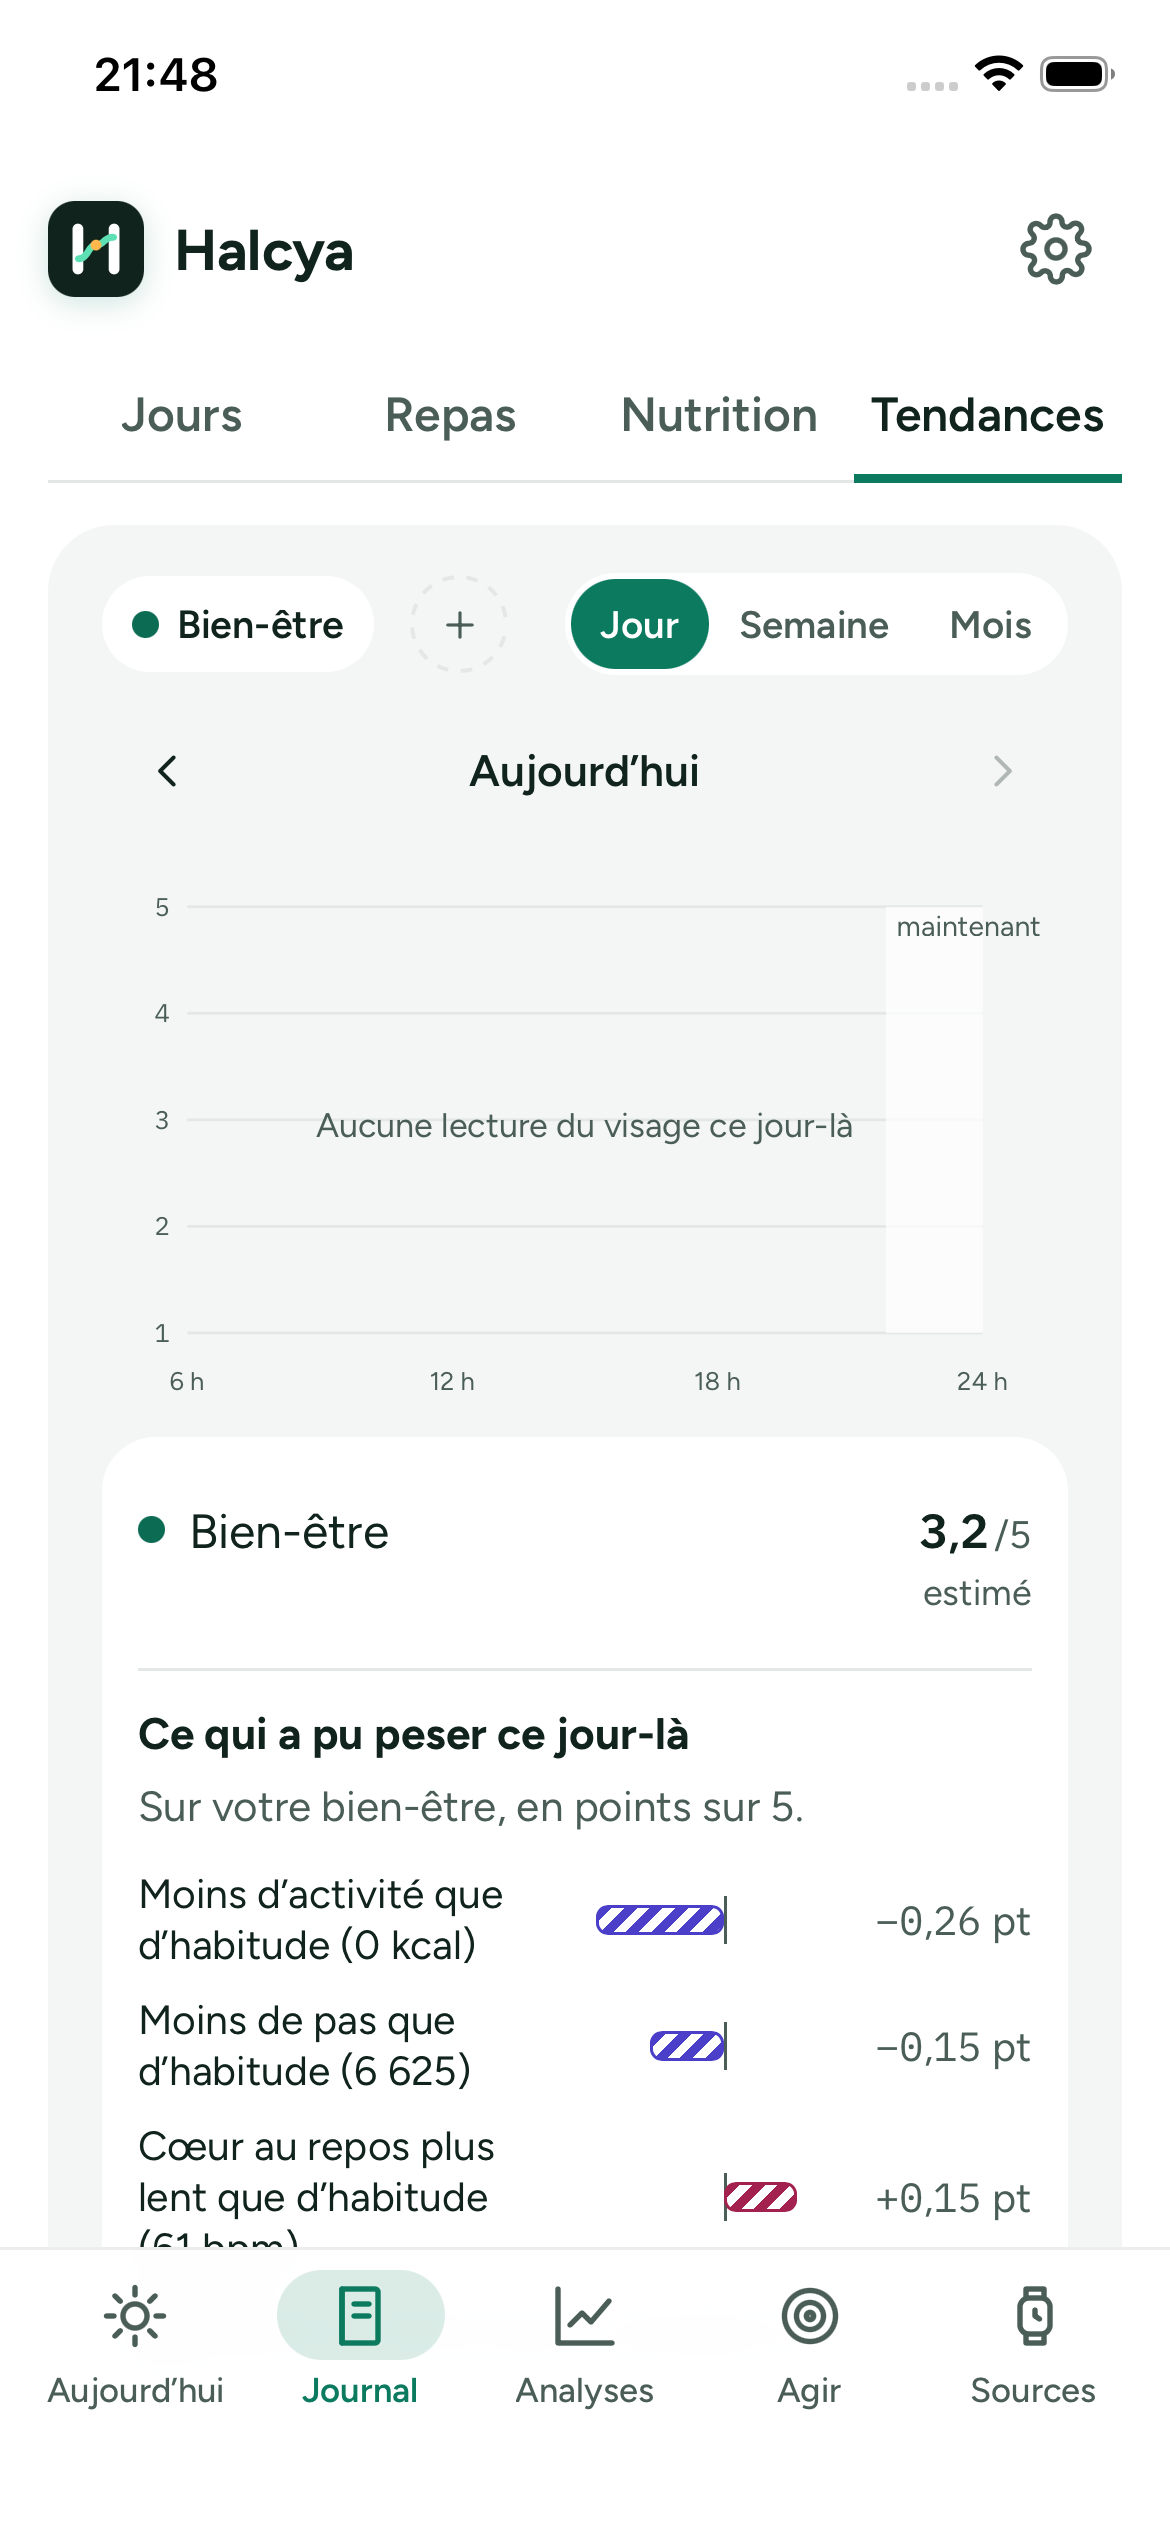 21:48
Halcya
Jours Repas Nutrition Tendances
Bien-être + Jour Semaine Mois
Aujourd’hui
5
maintenant
4
3
Aucune lecture du visage ce jour-là
2
1
6 h 12 h 18 h 24 h
Bien-être 3,2 /5
estimé
Ce qui a pu peser ce jour-là
Sur votre bien-être, en points sur 5.
Moins d’activité que
d’habitude (0 kcal) −0,26 pt
Moins de pas que
d’habitude (6 625) −0,15 pt
Cœur au repos plus
lent que d’habitude +0,15 pt
(61 bpm)
Aujourd’hui Journal Analyses Agir Sources